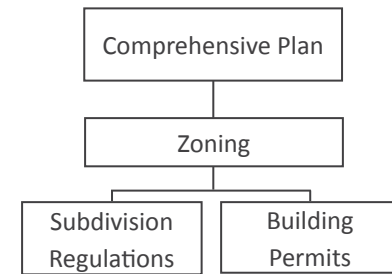 Comprehensive Plan
Zoning
Subdivision
Regulations
Building
Permits